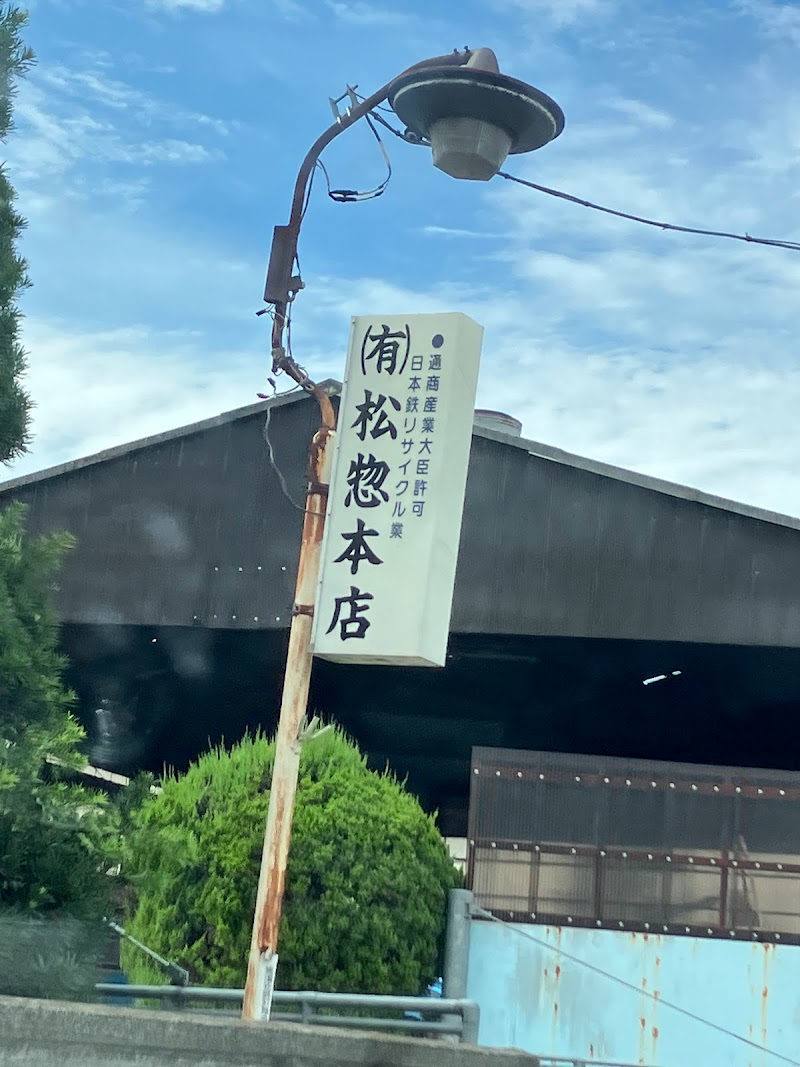 ●通商産業大臣許可
日本鉄リサイクル業
(有)松惣本店